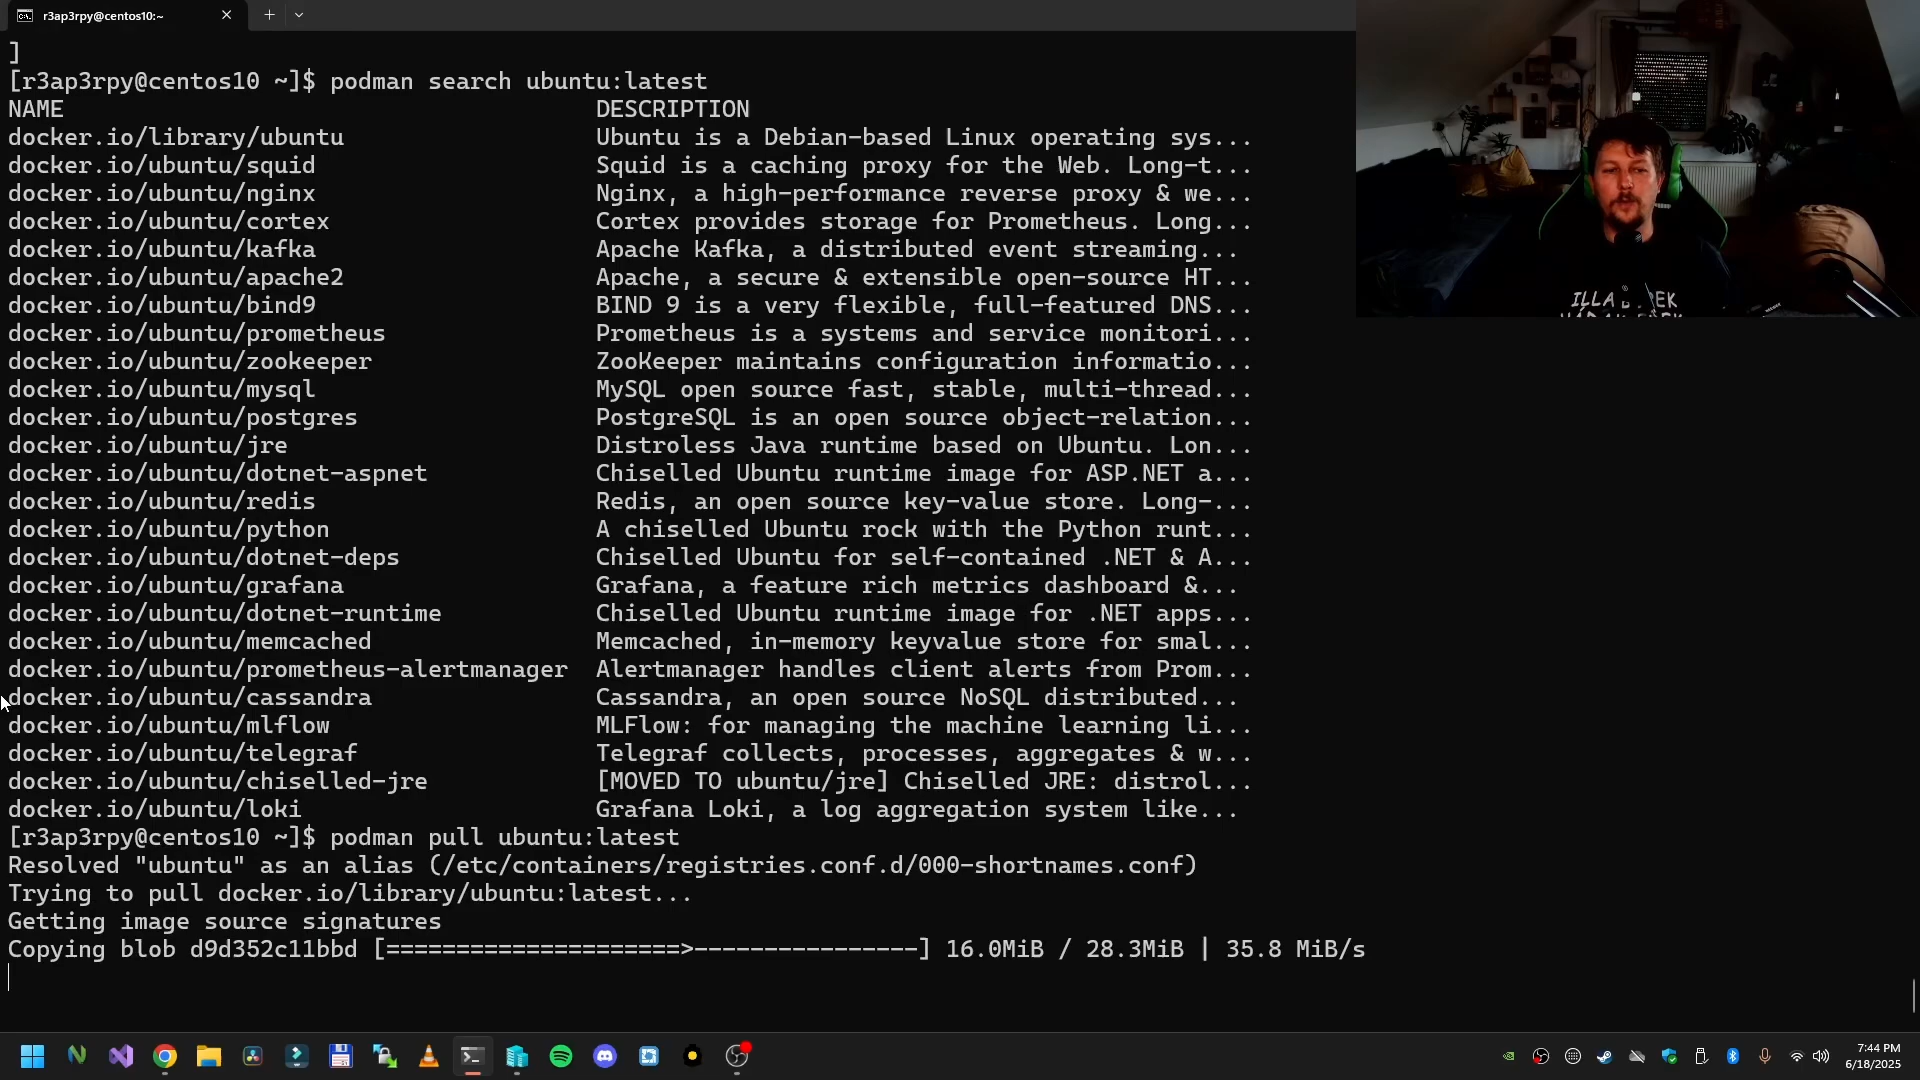 r3ap3rpy@centos10:~
]
[r3ap3rpy@centos10 ~]$ podman search ubuntu:latest
NAME DESCRIPTION
docker.io/library/ubuntu Ubuntu is a Debian-based Linux operating sys...
docker.io/ubuntu/squid Squid is a caching proxy for the Web. Long-t...
docker.io/ubuntu/nginx Nginx, a high-performance reverse proxy & we...
docker.io/ubuntu/cortex Cortex provides storage for Prometheus. Long...
docker.io/ubuntu/kafka Apache Kafka, a distributed event streaming...
docker.io/ubuntu/apache2 Apache, a secure & extensible open-source HT...
docker.io/ubuntu/bind9 BIND 9 is a very flexible, full-featured DNS...
docker.io/ubuntu/prometheus Prometheus is a systems and service monitori...
docker.io/ubuntu/zookeeper ZooKeeper maintains configuration informatio...
docker.io/ubuntu/mysql MySQL open source fast, stable, multi-thread...
docker.io/ubuntu/postgres PostgreSQL is an open source object-relation...
docker.io/ubuntu/jre Distroless Java runtime based on Ubuntu. Lon...
docker.io/ubuntu/dotnet-aspnet Chiselled Ubuntu runtime image for ASP.NET a...
docker.io/ubuntu/redis Redis, an open source key-value store. Long-...
docker.io/ubuntu/python A chiselled Ubuntu rock with the Python runt...
docker.io/ubuntu/dotnet-deps Chiselled Ubuntu for self-contained .NET & A...
docker.io/ubuntu/grafana Grafana, a feature rich metrics dashboard &...
docker.io/ubuntu/dotnet-runtime Chiselled Ubuntu runtime image for .NET apps...
docker.io/ubuntu/memcached Memcached, in-memory keyvalue store for smal...
docker.io/ubuntu/prometheus-alertmanager Alertmanager handles client alerts from Prom...
docker.io/ubuntu/cassandra Cassandra, an open source NoSQL distributed...
docker.io/ubuntu/mlflow MLFlow: for managing the machine learning li...
docker.io/ubuntu/telegraf Telegraf collects, processes, aggregates & w...
docker.io/ubuntu/chiselled-jre [MOVED TO ubuntu/jre] Chiselled JRE: distrol...
docker.io/ubuntu/loki Grafana Loki, a log aggregation system like...
[r3ap3rpy@centos10 ~]$ podman pull ubuntu:latest
Resolved "ubuntu" as an alias (/etc/containers/registries.conf.d/000-shortnames.conf)
Trying to pull docker.io/library/ubuntu:latest...
Getting image source signatures
Copying blob d9d352c11bbd [=====================>----------------] 16.0MiB / 28.3MiB | 35.8 MiB/s
7:44 PM
6/18/2025